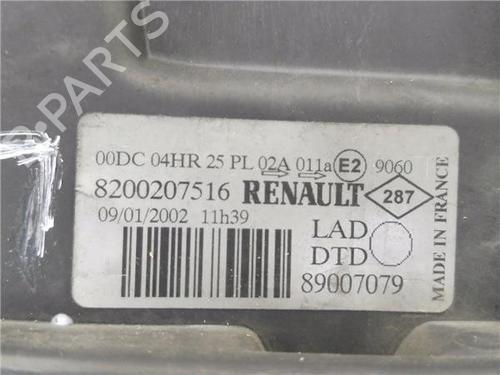 B-PARTS
00DC 04HR 25 PL 02A 011a E2 9060
8200207516 RENAULT 287
09/01/2002 11h39
LAD
DTD
89007079
MADE IN FRANCE